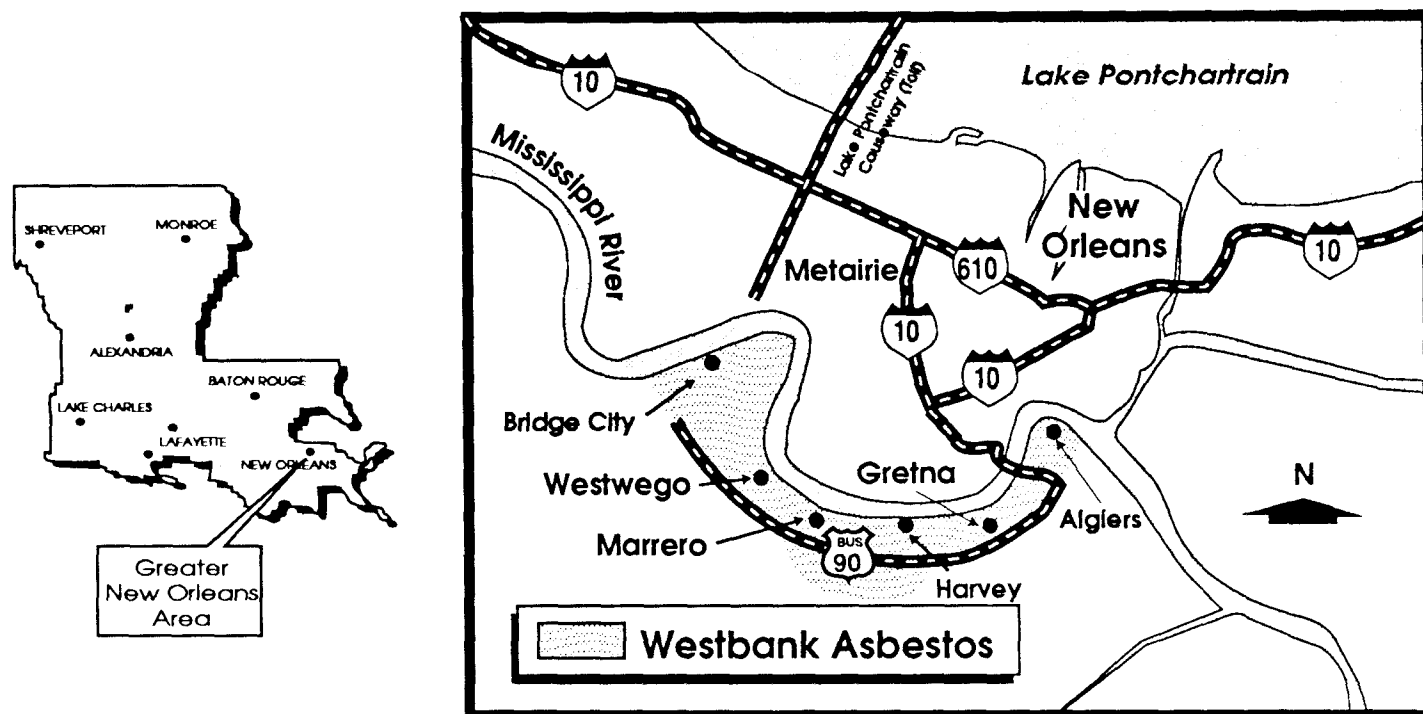 SHREVEPORT
MONROE
ALEXANDRIA
BATON ROUGE
LAKE CHARLES
LAFAYETTE
NEW ORLEANS
Greater
New Orleans
Area
10
Lake Pontchartrain
Causeway (Toll)
Lake Pontchartrain
Mississippi River
New
Orleans
Metairie
610
10
10
10
Bridge City
Westwego
Gretna
Algiers
N
Marrero
BUS
90
Harvey
Westbank Asbestos